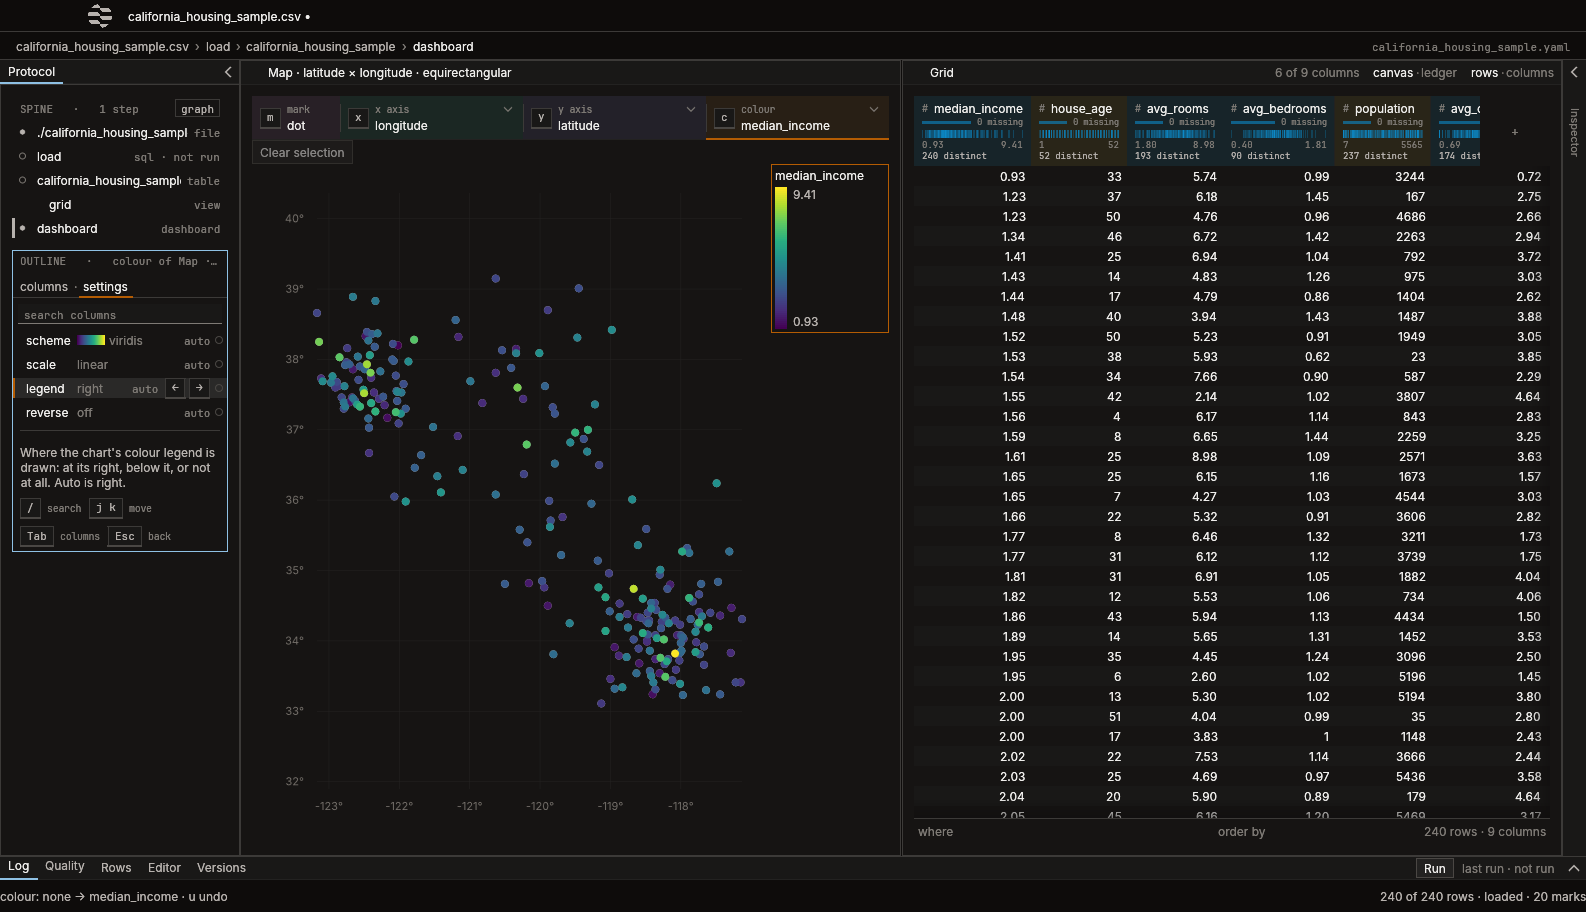 california_housing_sample.csv •
california_housing_sample.csv › load › california_housing_sample › dashboard
california_housing_sample.yaml
Protocol
SPINE · 1 step graph
./california_housing_sampl file
load sql · not run
california_housing_sampl table
grid view
dashboard dashboard
OUTLINE · colour of Map ·…
columns · settings
search columns
scheme viridis auto
scale linear
auto
legend right auto ← →
reverse off auto
Where the chart's colour legend is
drawn: at its right, below it, or not
at all. Auto is right.
/ search j k move
Tab columns Esc back
Map · latitude × longitude · equirectangular
m mark dot
x x axis longitude
y y axis latitude
c colour median_income
Clear selection
median_income
9.41
0.93
40°
39°
38°
37°
36°
35°
34°
33°
32°
-123° -122° -121° -120° -119° -118°
Grid
6 of 9 columns canvas · ledger rows · columns
# median_income # house_age # avg_rooms # avg_bedrooms # population # avg_o
0 missing 0 missing 0 missing 0 missing 0 missing
0.93 9.41 1 52 1.80 8.98 0.40 1.81 7 5565 0.69
240 distinct 52 distinct 193 distinct 90 distinct 237 distinct 174 dist
+
0.93 33 5.74 0.99 3244 0.72
1.23 37 6.18 1.45 167 2.75
1.23 50 4.76 0.96 4686 2.66
1.34 46 6.72 1.42 2263 2.94
1.41 25 6.94 1.04 792 3.72
1.43 14 4.83 1.26 975 3.03
1.44 17 4.79 0.86 1404 2.62
1.48 40 3.94 1.43 1487 3.88
1.52 50 5.23 0.91 1949 3.05
1.53 38 5.93 0.62 23 3.85
1.54 34 7.66 0.90 587 2.29
1.55 42 2.14 1.02 3807 4.64
1.56 4 6.17 1.14 843 2.83
1.59 8 6.65 1.44 2259 3.25
1.61 25 8.98 1.09 2571 3.63
1.65 25 6.15 1.16 1673 1.57
1.65 7 4.27 1.03 4544 3.03
1.66 22 5.32 0.91 3606 2.82
1.77 8 6.46 1.32 3211 1.73
1.77 31 6.12 1.12 3739 1.75
1.81 31 6.91 1.05 1882 4.04
1.82 12 5.53 1.06 734 4.06
1.86 43 5.94 1.13 4434 1.50
1.89 14 5.65 1.31 1452 3.53
1.95 35 4.45 1.24 3096 2.50
1.95 6 2.60 1.02 5196 1.45
2.00 13 5.30 1.02 5194 3.80
2.00 51 4.04 0.99 35 2.80
2.00 17 3.83 1 1148 2.43
2.02 22 7.53 1.14 3666 2.44
2.03 25 4.69 0.97 5436 3.58
2.04 20 5.90 0.89 179 4.64
2.05 45 6.16 1.20 5469 3.17
where order by 240 rows · 9 columns
Inspector
Log Quality Rows Editor Versions
Run last run · not run
colour: none → median_income · u undo
240 of 240 rows · loaded · 20 marks